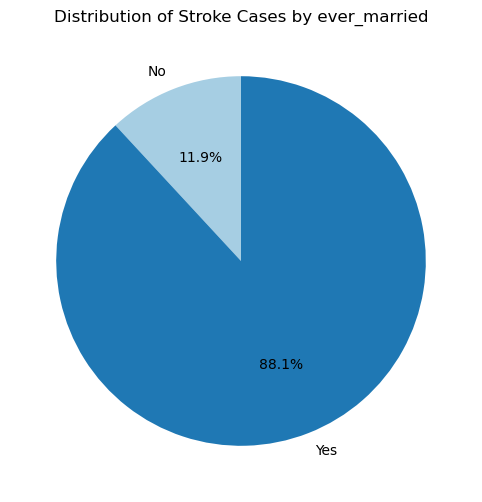 Distribution of Stroke Cases by ever_married
No
11.9%
88.1%
Yes